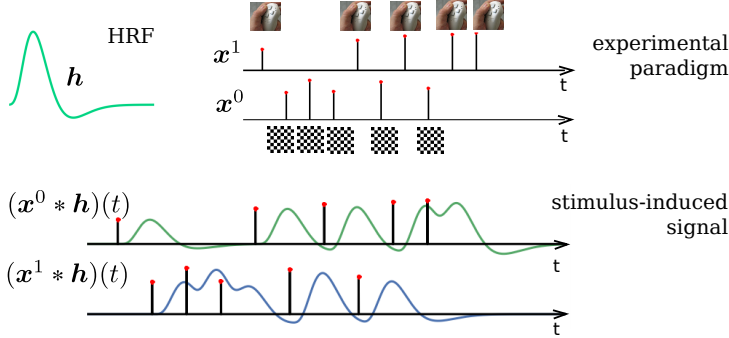 HRF
h
x¹
t
experimental
paradigm
x⁰
t
(x⁰ * h)(t)
t
stimulus-induced
signal
(x¹ * h)(t)
t